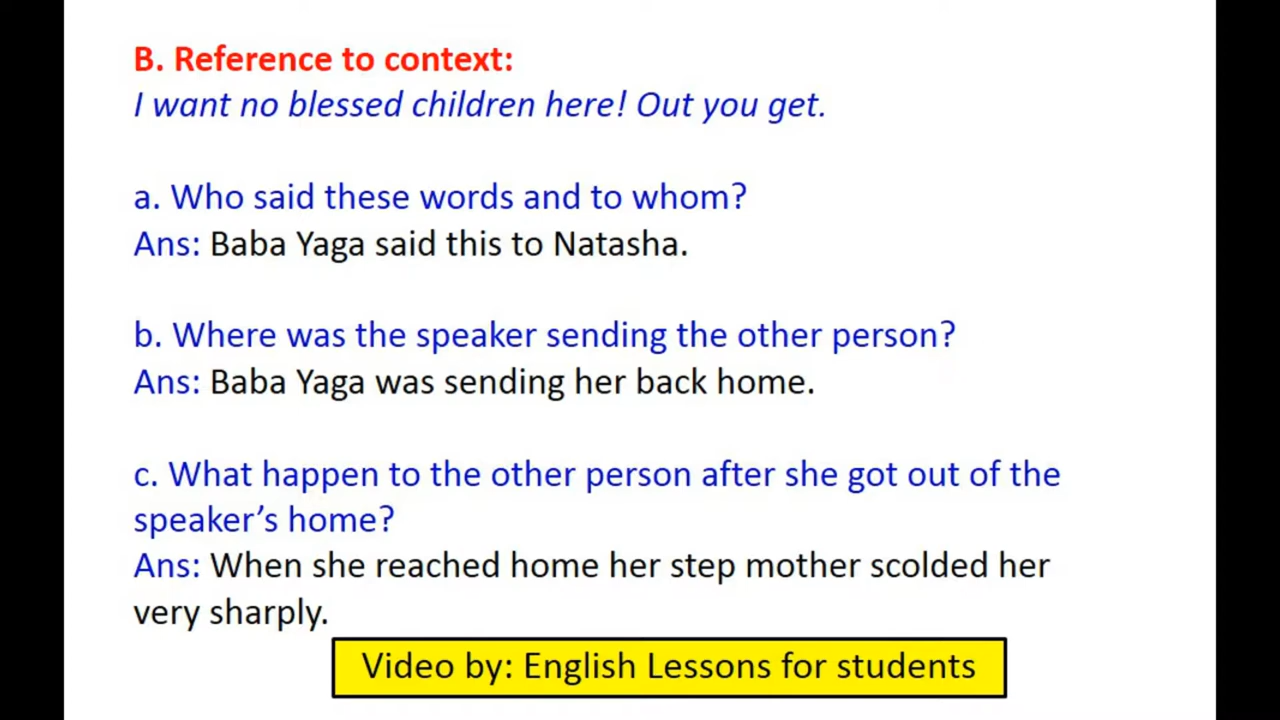 B. Reference to context:
I want no blessed children here! Out you get.
a. Who said these words and to whom?
Ans: Baba Yaga said this to Natasha.
b. Where was the speaker sending the other person?
Ans: Baba Yaga was sending her back home.
c. What happen to the other person after she got out of the
speaker’s home?
Ans: When she reached home her step mother scolded her
very sharply.
Video by: English Lessons for students